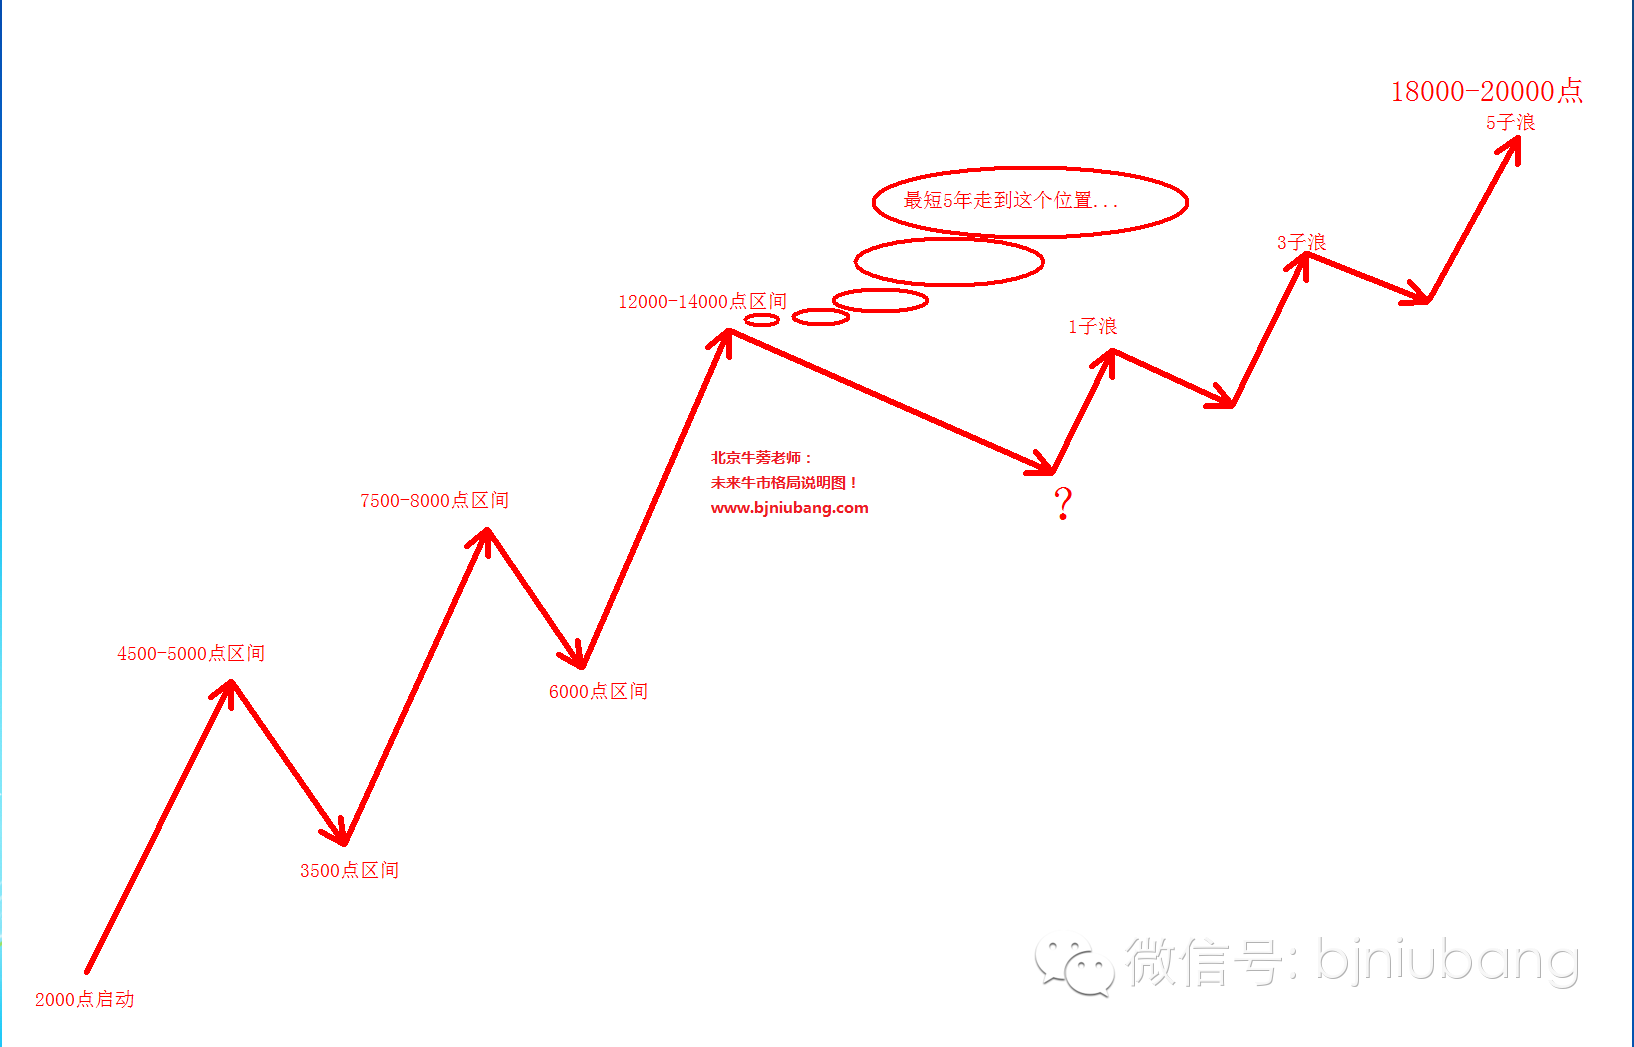 18000-20000点
5子浪
最短5年走到这个位置...
3子浪
12000-14000点区间
1子浪
北京牛蒡老师：
未来牛市格局说明图！
www.bjniubang.com
?
7500-8000点区间
4500-5000点区间
6000点区间
3500点区间
微信号: bjniubang
2000点启动